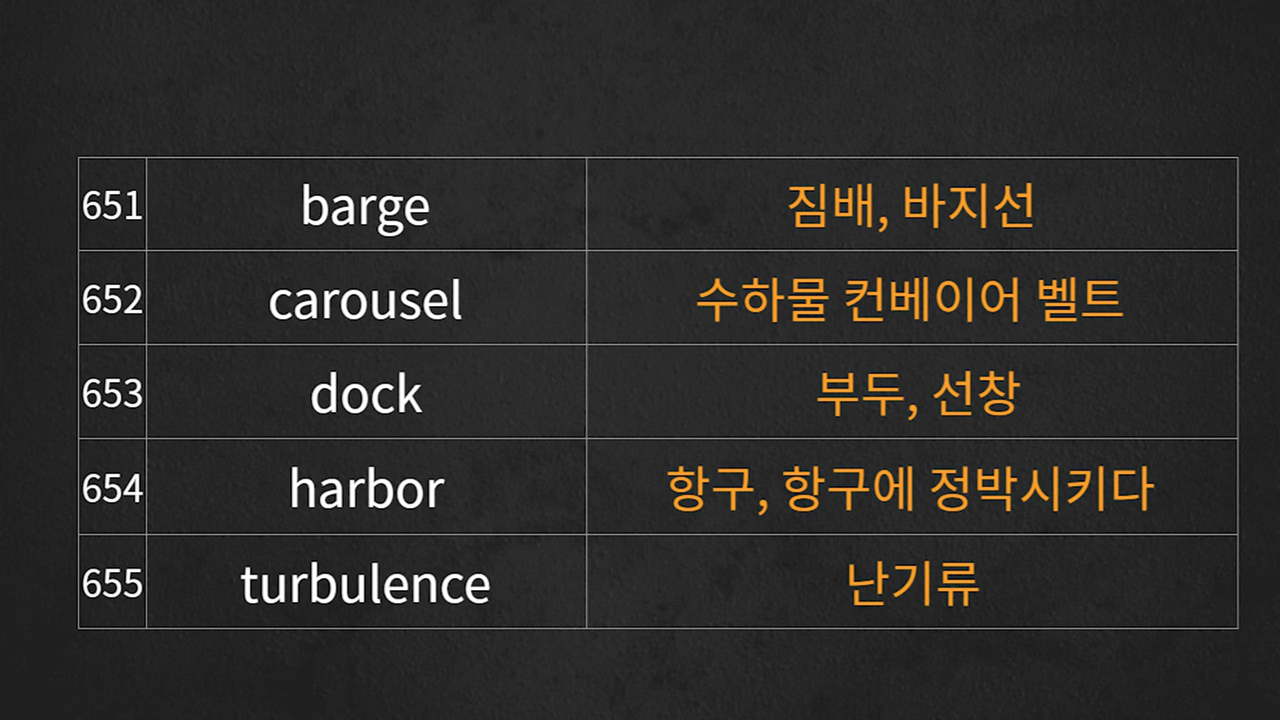 651 barge 짐배, 바지선
652 carousel 수하물 컨베이어 벨트
653 dock 부두, 선창
654 harbor 항구, 항구에 정박시키다
655 turbulence 난기류